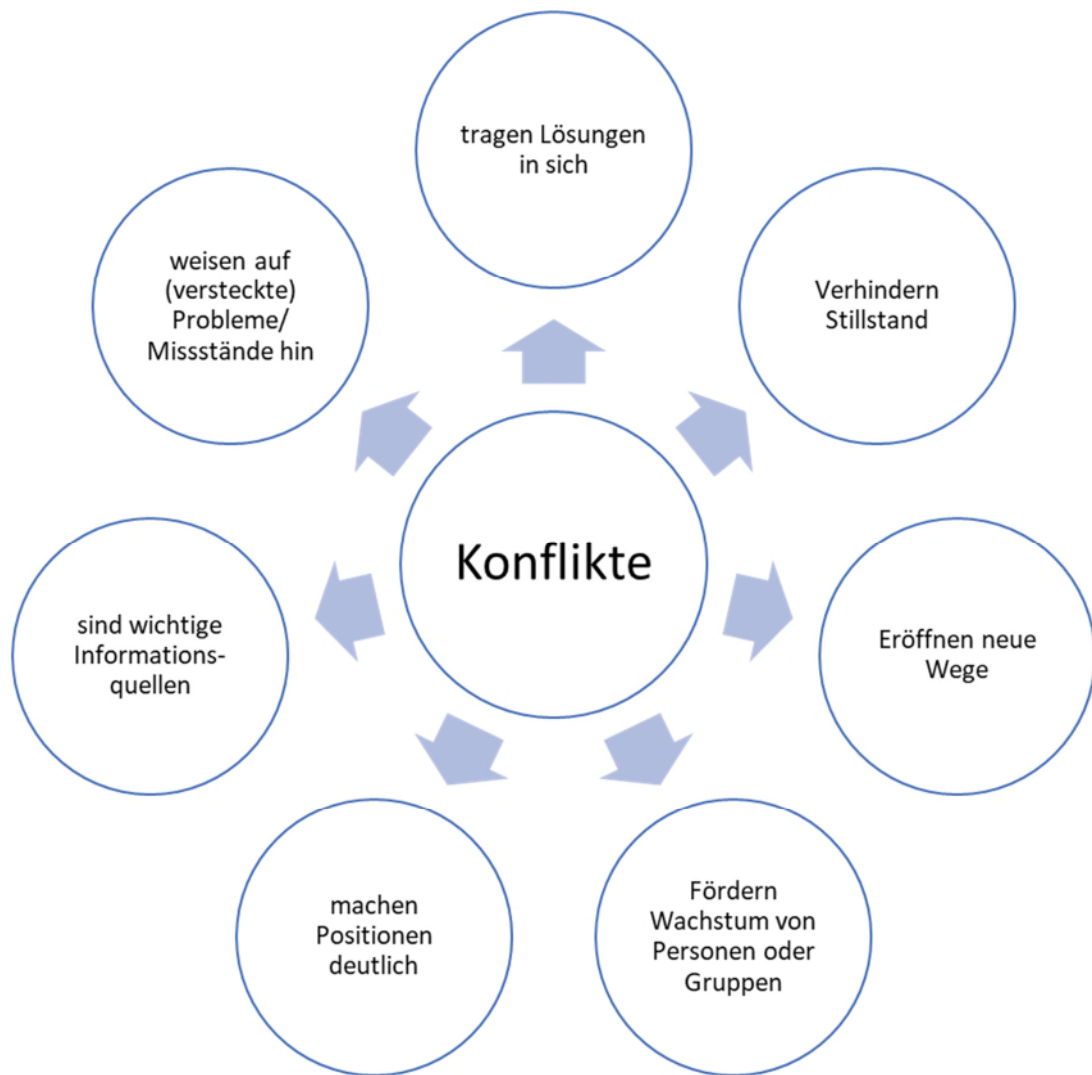 tragen Lösungen
in sich
weisen auf
(versteckte)
Probleme/
Missstände hin
Verhindern
Stillstand
Konflikte
sind wichtige
Informations-
quellen
Eröffnen neue
Wege
machen
Positionen
deutlich
Fördern
Wachstum von
Personen oder
Gruppen